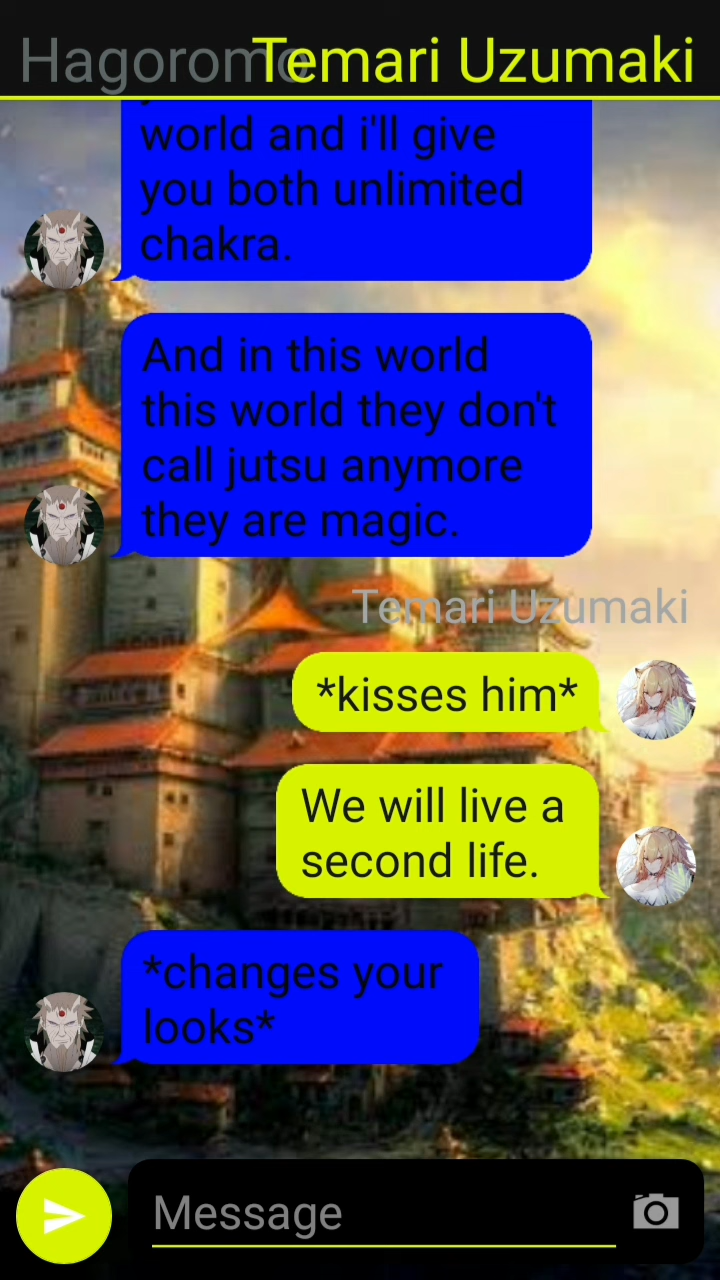 Hagoromo
Temari Uzumaki
world and i'll give
you both unlimited
chakra.
And in this world
this world they don't
call jutsu anymore
they are magic.
Temari Uzumaki
*kisses him*
We will live a
second life.
*changes your
looks*
Message